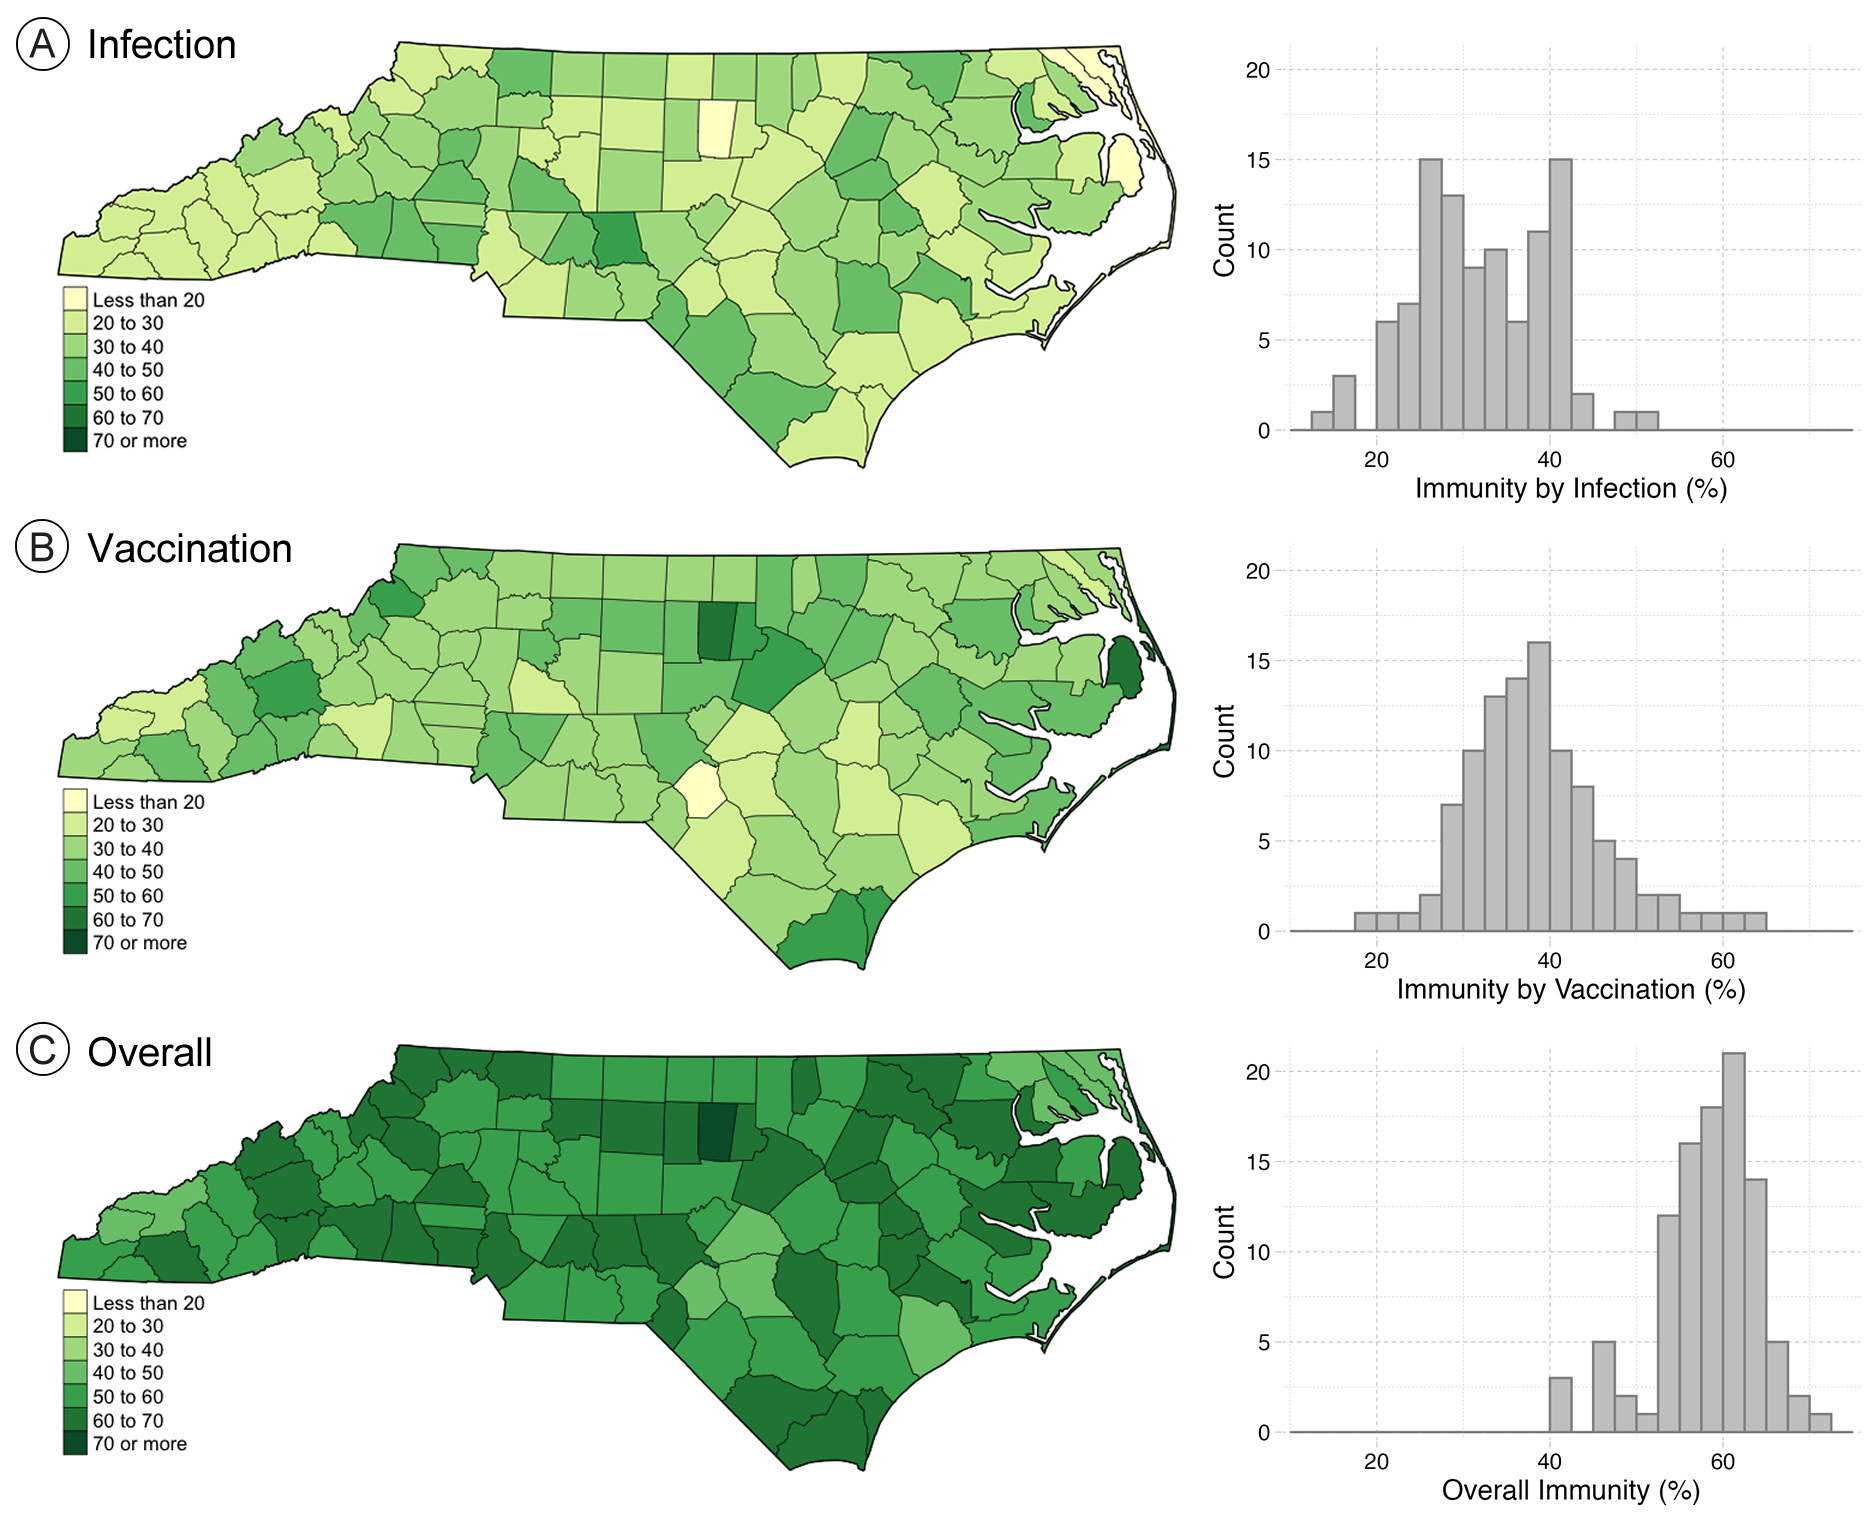 A Infection
Less than 20
20 to 30
30 to 40
40 to 50
50 to 60
60 to 70
70 or more
Count
20
15
10
5
0
20 40 60
Immunity by Infection (%)
B Vaccination
Less than 20
20 to 30
30 to 40
40 to 50
50 to 60
60 to 70
70 or more
Count
20
15
10
5
0
20 40 60
Immunity by Vaccination (%)
C Overall
Less than 20
20 to 30
30 to 40
40 to 50
50 to 60
60 to 70
70 or more
Count
20
15
10
5
0
20 40 60
Overall Immunity (%)